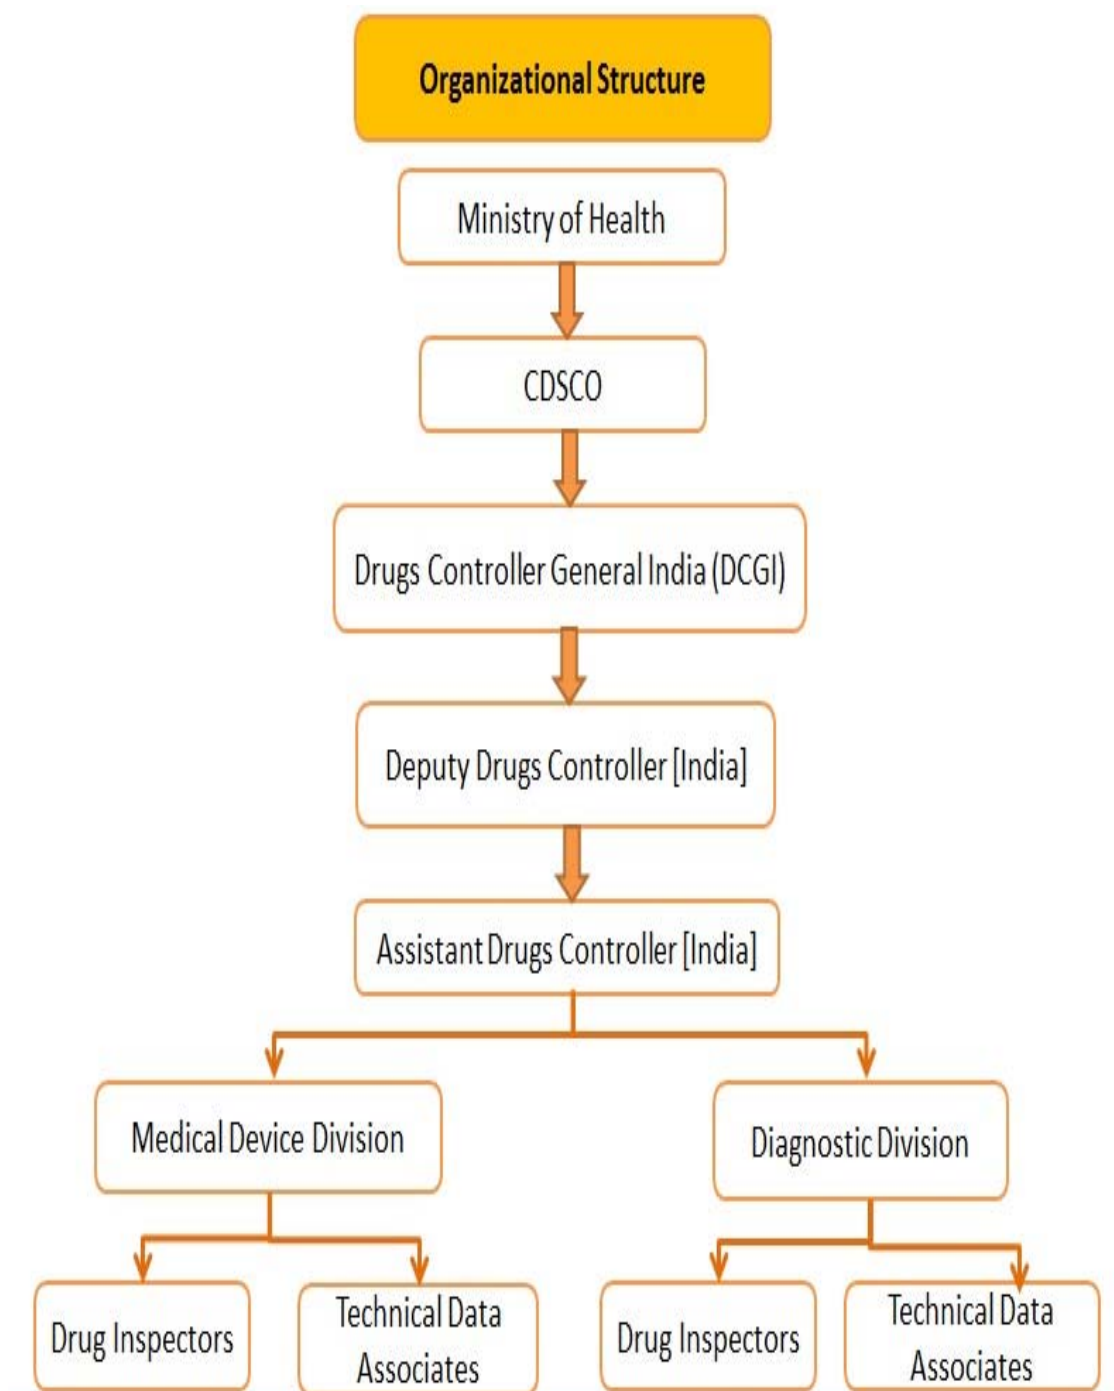 Organizational Structure
Ministry of Health
CDSCO
Drugs Controller General India (DCGI)
Deputy Drugs Controller [India]
Assistant Drugs Controller [India]
Medical Device Division
Diagnostic Division
Drug Inspectors
Technical Data
Associates
Drug Inspectors
Technical Data
Associates